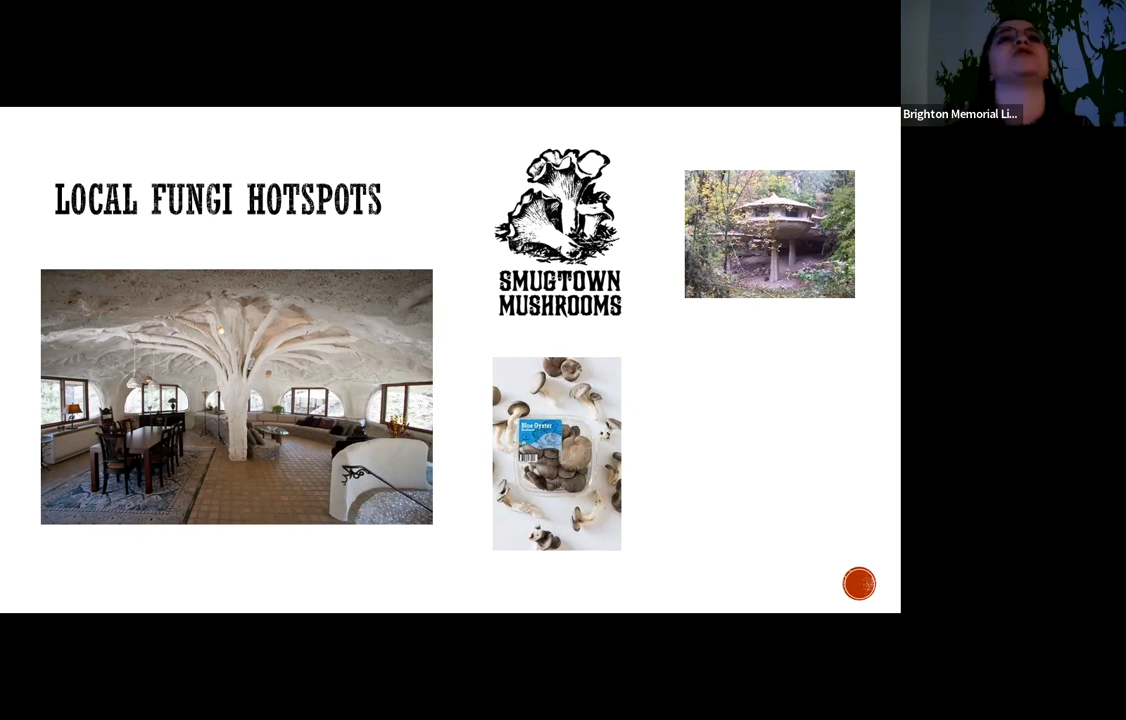 Brighton Memorial Li...
LOCAL FUNGI HOTSPOTS
SMUGTOWN
MUSHROOMS
Blue Oyster